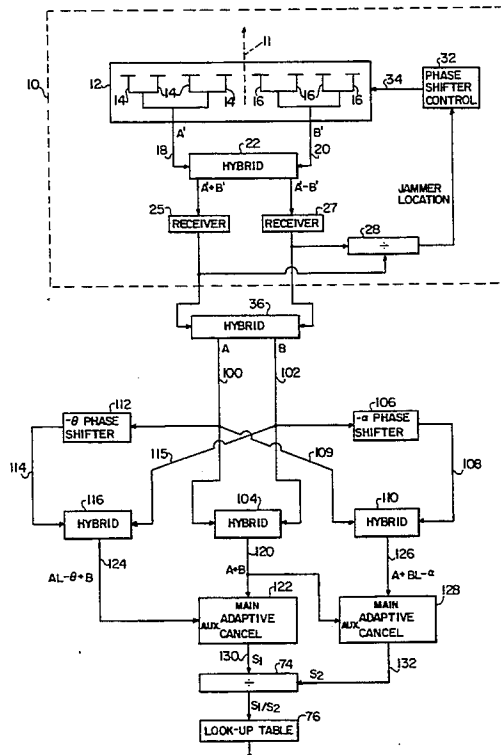 11
32
12
34
PHASE
SHIFTER
CONTROL
10
14 14 14 16 16 16
A' B'
18 22 20
HYBRID
A'+B' A'-B'
JAMMER
LOCATION
25 27
RECEIVER RECEIVER
28
÷
36
HYBRID
A B
100 102
112 106
-θ PHASE
SHIFTER
-α PHASE
SHIFTER
114 115 109 108
116 104 110
HYBRID HYBRID HYBRID
124 120 126
AL-θ+B A+B A+BL-α
122 128
MAIN
AUX. ADAPTIVE
CANCEL
MAIN
AUX. ADAPTIVE
CANCEL
130 S1 74 S2 132
÷
S1/S2 76
LOOK-UP TABLE